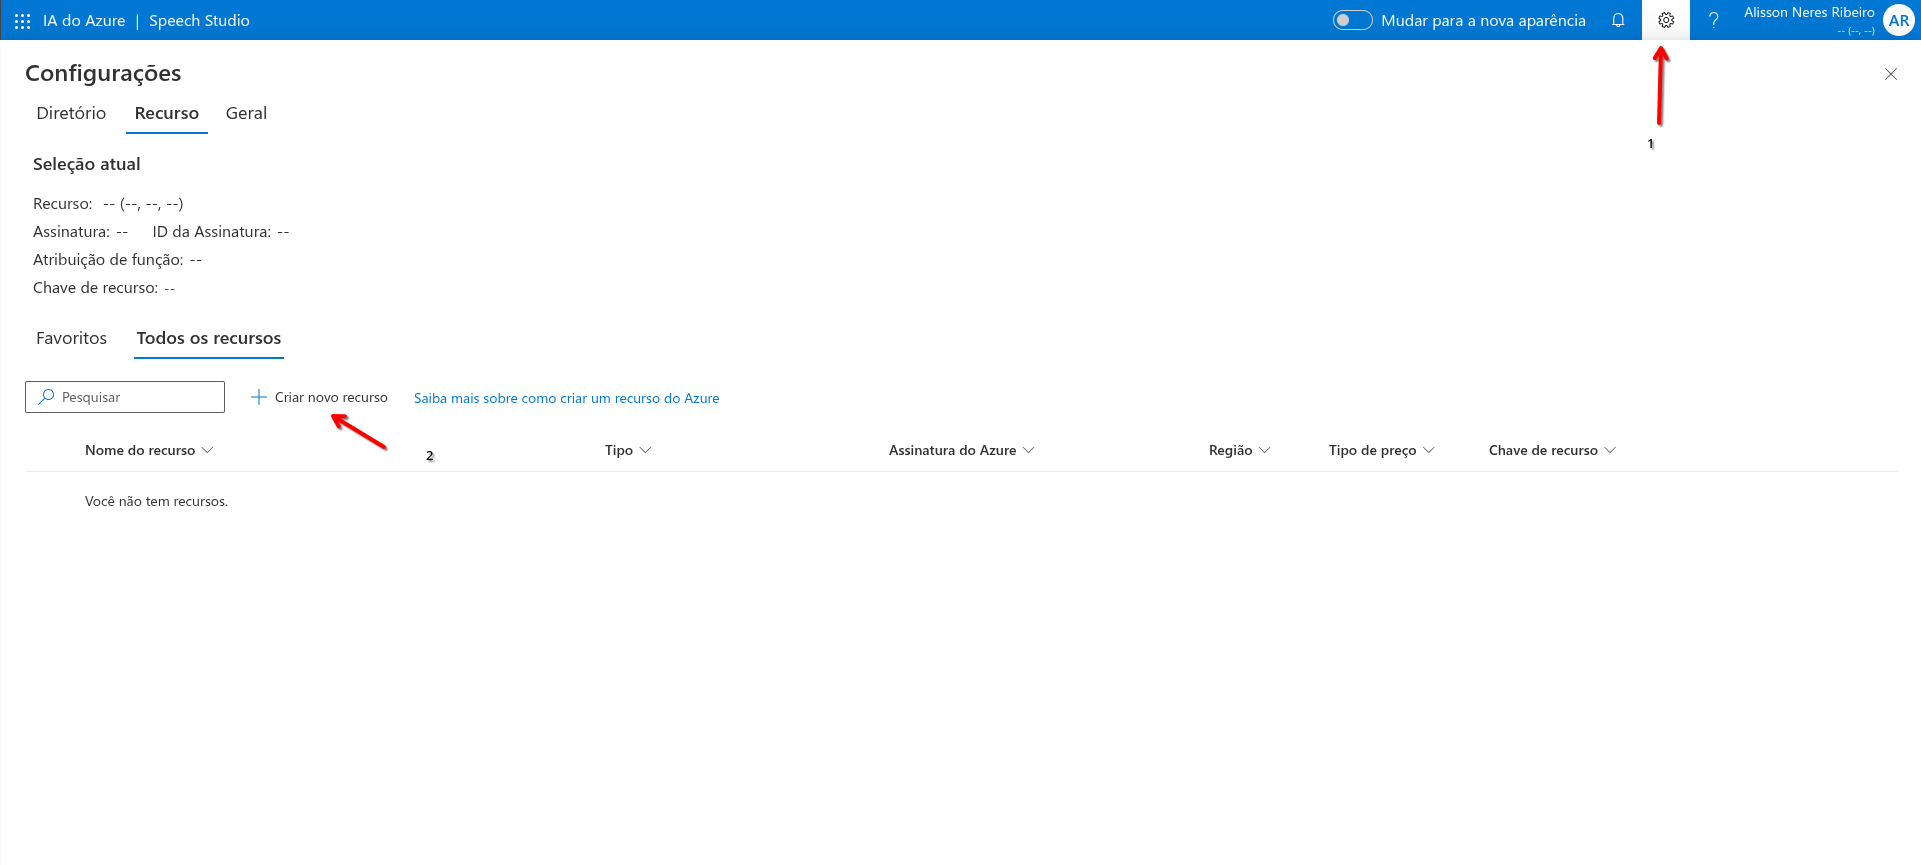 IA do Azure | Speech Studio
Mudar para a nova aparência
?
Alisson Neres Ribeiro
-- (--, --)
AR
Configurações
Diretório Recurso Geral
1
Seleção atual
Recurso: -- (--, --, --)
Assinatura: -- ID da Assinatura: --
Atribuição de função: --
Chave de recurso: --
Favoritos Todos os recursos
Pesquisar Criar novo recurso Saiba mais sobre como criar um recurso do Azure
2
Nome do recurso Tipo Assinatura do Azure Região Tipo de preço Chave de recurso
Você não tem recursos.